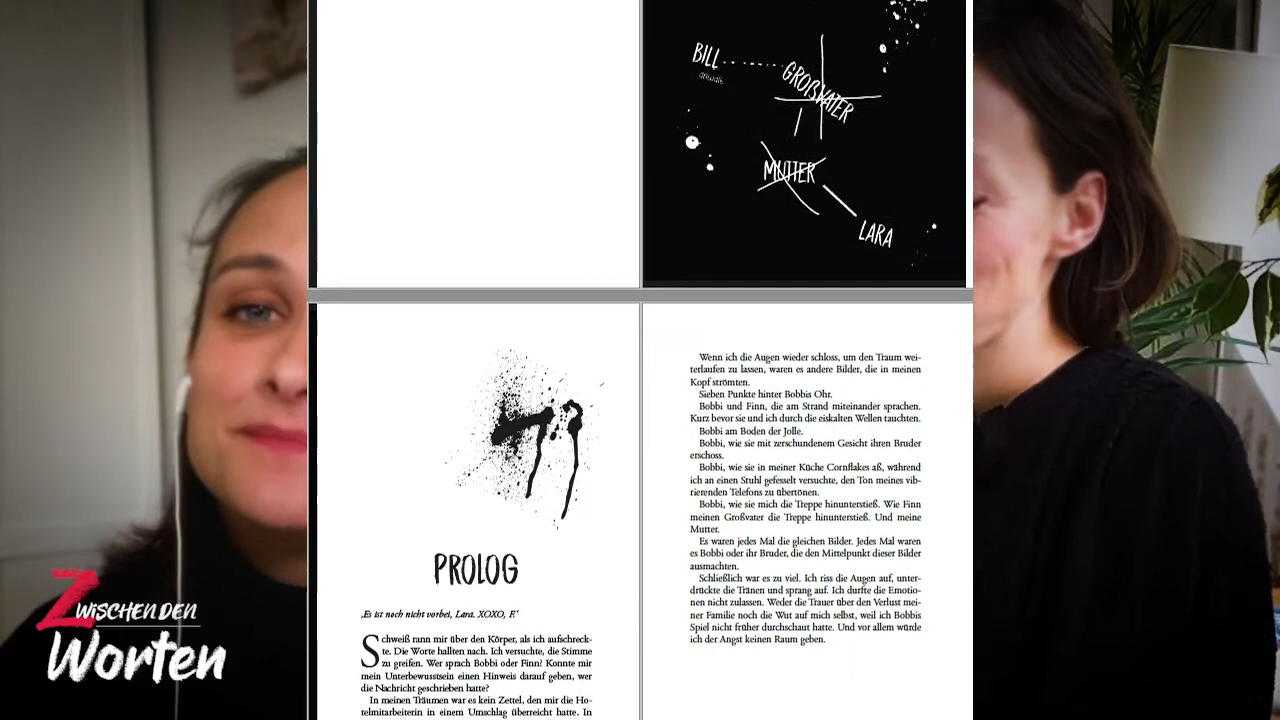 BILL
anwalt
GROßVATER
MUTTER
LARA
PROLOG
‚Es ist noch nicht vorbei, Lara. XOXO, F.‘
Schweiß rann mir über den Körper, als ich aufschreck-
te. Die Worte hallten nach. Ich versuchte, die Stimme
zu greifen. Wer sprach Bobbi oder Finn? Konnte mir
mein Unterbewusstsein einen Hinweis darauf geben, wer
die Nachricht geschrieben hatte?
In meinen Träumen war es kein Zettel, den mir die Ho-
telmitarbeiterin in einem Umschlag überreicht hatte. In
Wenn ich die Augen wieder schloss, um den Traum wei-
terlaufen zu lassen, waren es andere Bilder, die in meinen
Kopf strömten.
Sieben Punkte hinter Bobbis Ohr.
Bobbi und Finn, die am Strand miteinander sprachen.
Kurz bevor sie und ich durch die eiskalten Wellen tauchten.
Bobbi am Boden der Jolle.
Bobbi, wie sie mit zerschundenem Gesicht ihren Bruder
erschoss.
Bobbi, wie sie in meiner Küche Cornflakes aß, während
ich an einen Stuhl gefesselt versuchte, den Ton meines vib-
rierenden Telefons zu übertönen.
Bobbi, wie sie mich die Treppe hinunterstieß. Wie Finn
meinen Großvater die Treppe hinunterstieß. Und meine
Mutter.
Es waren jedes Mal die gleichen Bilder. Jedes Mal waren
es Bobbi oder ihr Bruder, die den Mittelpunkt dieser Bilder
ausmachten.
Schließlich war es zu viel. Ich riss die Augen auf, unter-
drückte die Tränen und sprang auf. Ich durfte die Emotio-
nen nicht zulassen. Weder die Trauer über den Verlust mei-
ner Familie noch die Wut auf mich selbst, weil ich Bobbis
Spiel nicht früher durchschaut hatte. Und vor allem würde
ich der Angst keinen Raum geben.
ZWISCHEN DEN
Worten